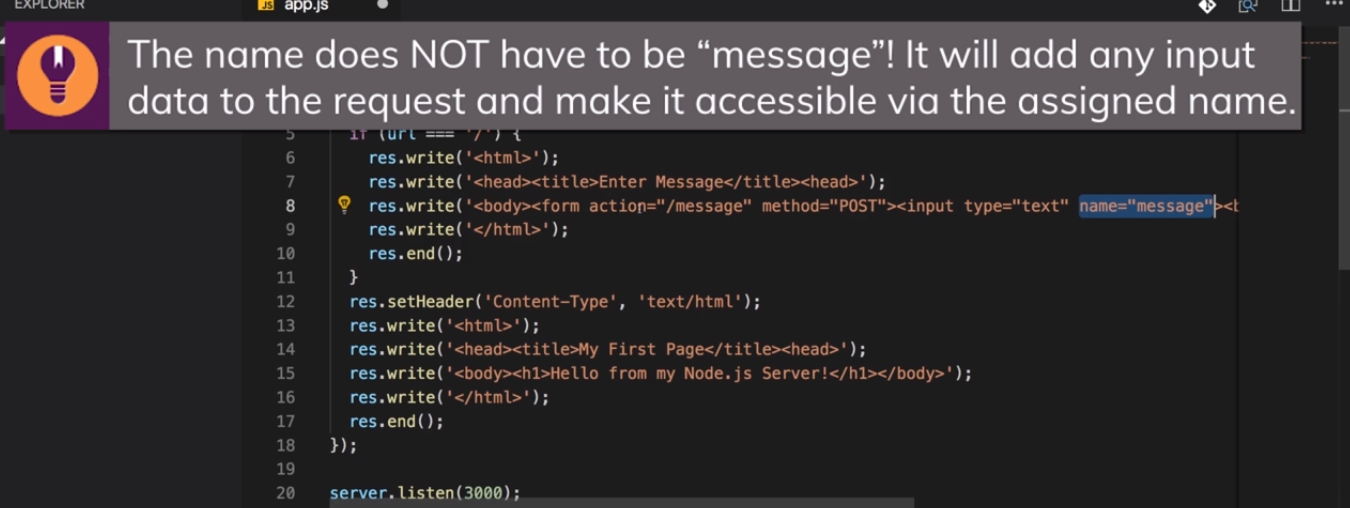 EXPLORER
JS app.js
The name does NOT have to be “message”! It will add any input
data to the request and make it accessible via the assigned name.
5 if (url === '/') {
6 res.write('<html>');
7 res.write('<head><title>Enter Message</title><head>');
8 res.write('<body><form action="/message" method="POST"><input type="text" name="message"><b
9 res.write('</html>');
10 res.end();
11 }
12 res.setHeader('Content-Type', 'text/html');
13 res.write('<html>');
14 res.write('<head><title>My First Page</title><head>');
15 res.write('<body><h1>Hello from my Node.js Server!</h1></body>');
16 res.write('</html>');
17 res.end();
18 });
19
20 server.listen(3000);